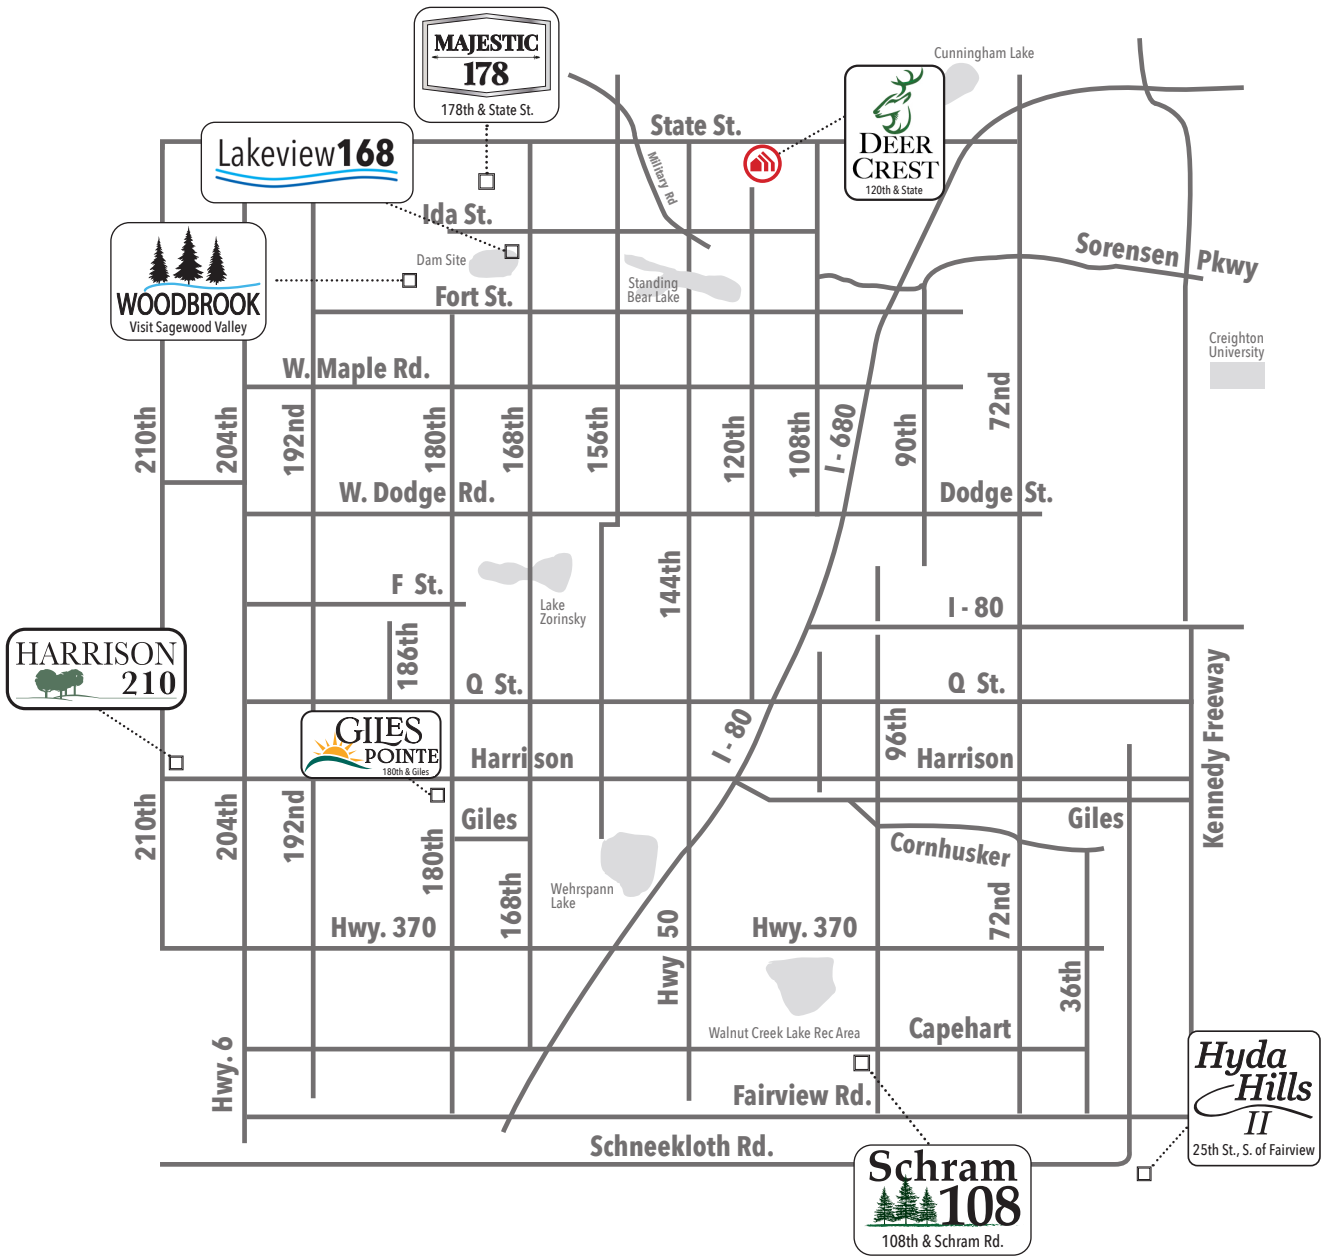 MAJESTIC
178
178th & State St.
Cunningham Lake
State St.
Lakeview168
Military Rd
DEER
CREST
120th & State
Ida St.
Dam Site
WOODBROOK
Visit Sagewood Valley
Standing
Bear Lake
Fort St.
Sorensen Pkwy
Creighton
University
W. Maple Rd.
210th
204th
192nd
180th
168th
156th
120th
108th
I - 680
90th
72nd
W. Dodge Rd.
Dodge St.
F St.
Lake
Zorinsky
144th
I - 80
HARRISON
210
186th
Q St.
Q St.
GILES
POINTE
180th & Giles
Harrison
I - 80
96th
Harrison
Kennedy Freeway
210th
204th
192nd
180th
Giles
Giles
Cornhusker
168th
Wehrspann
Lake
Hwy. 370
Hwy 50
Hwy. 370
72nd
36th
Walnut Creek Lake Rec Area
Capehart
Hwy. 6
Fairview Rd.
Hyda
Hills
II
25th St., S. of Fairview
Schneekloth Rd.
Schram
108
108th & Schram Rd.